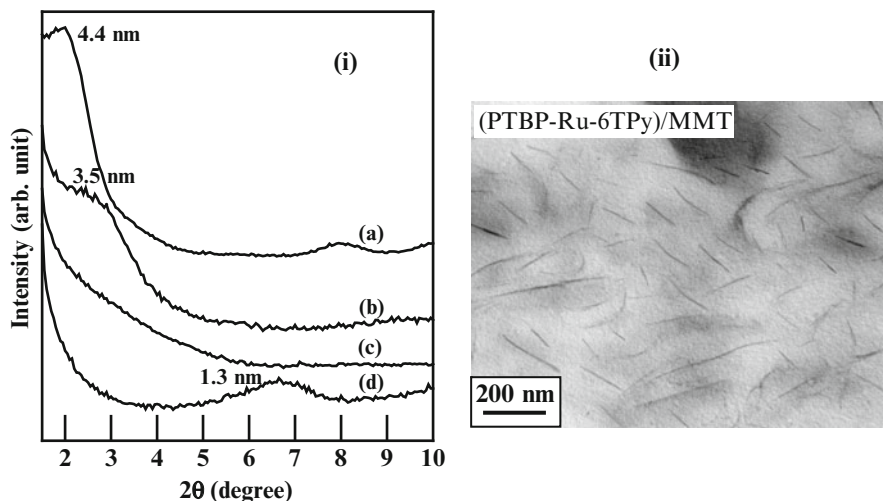 4.4 nm
(i)
3.5 nm
(a)
(b)
(c)
1.3 nm
(d)
Intensity (arb. unit)
2 3 4 5 6 7 8 9 10
2θ (degree)
(ii)
(PTBP-Ru-6TPy)/MMT
200 nm